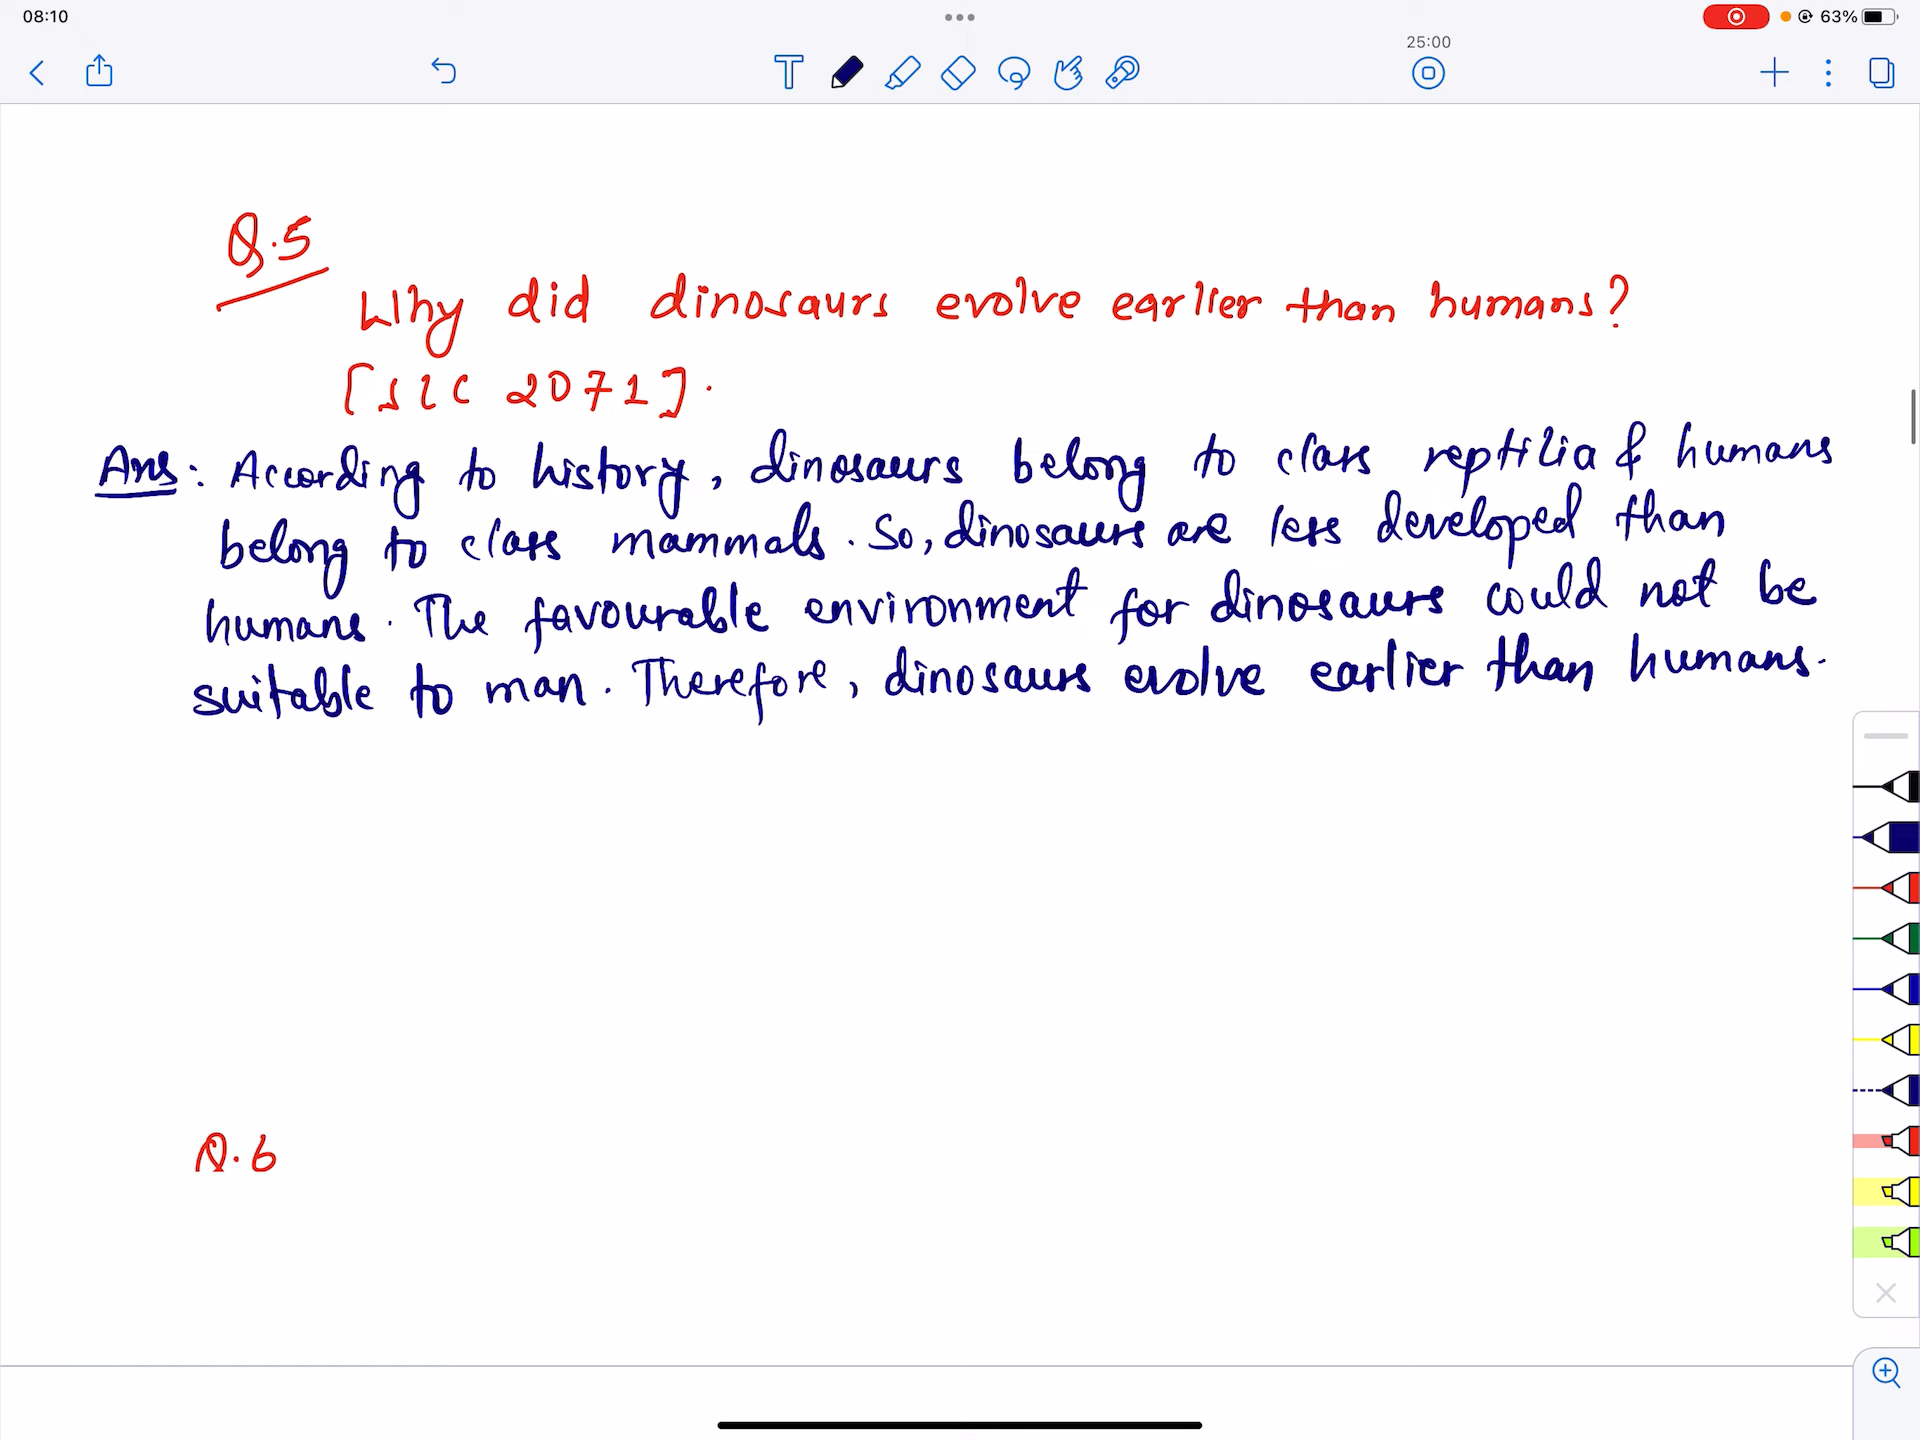 08:10
63%
25:00
Q.5
Why did dinosaurs evolve earlier than humans?
[SLC 2071].
Ans: According to history, dinosaurs belong to class reptilia & humans
belong to class mammals. So, dinosaurs are less developed than
humans. The favourable environment for dinosaurs could not be
suitable to man. Therefore, dinosaurs evolve earlier than humans.
Q.6